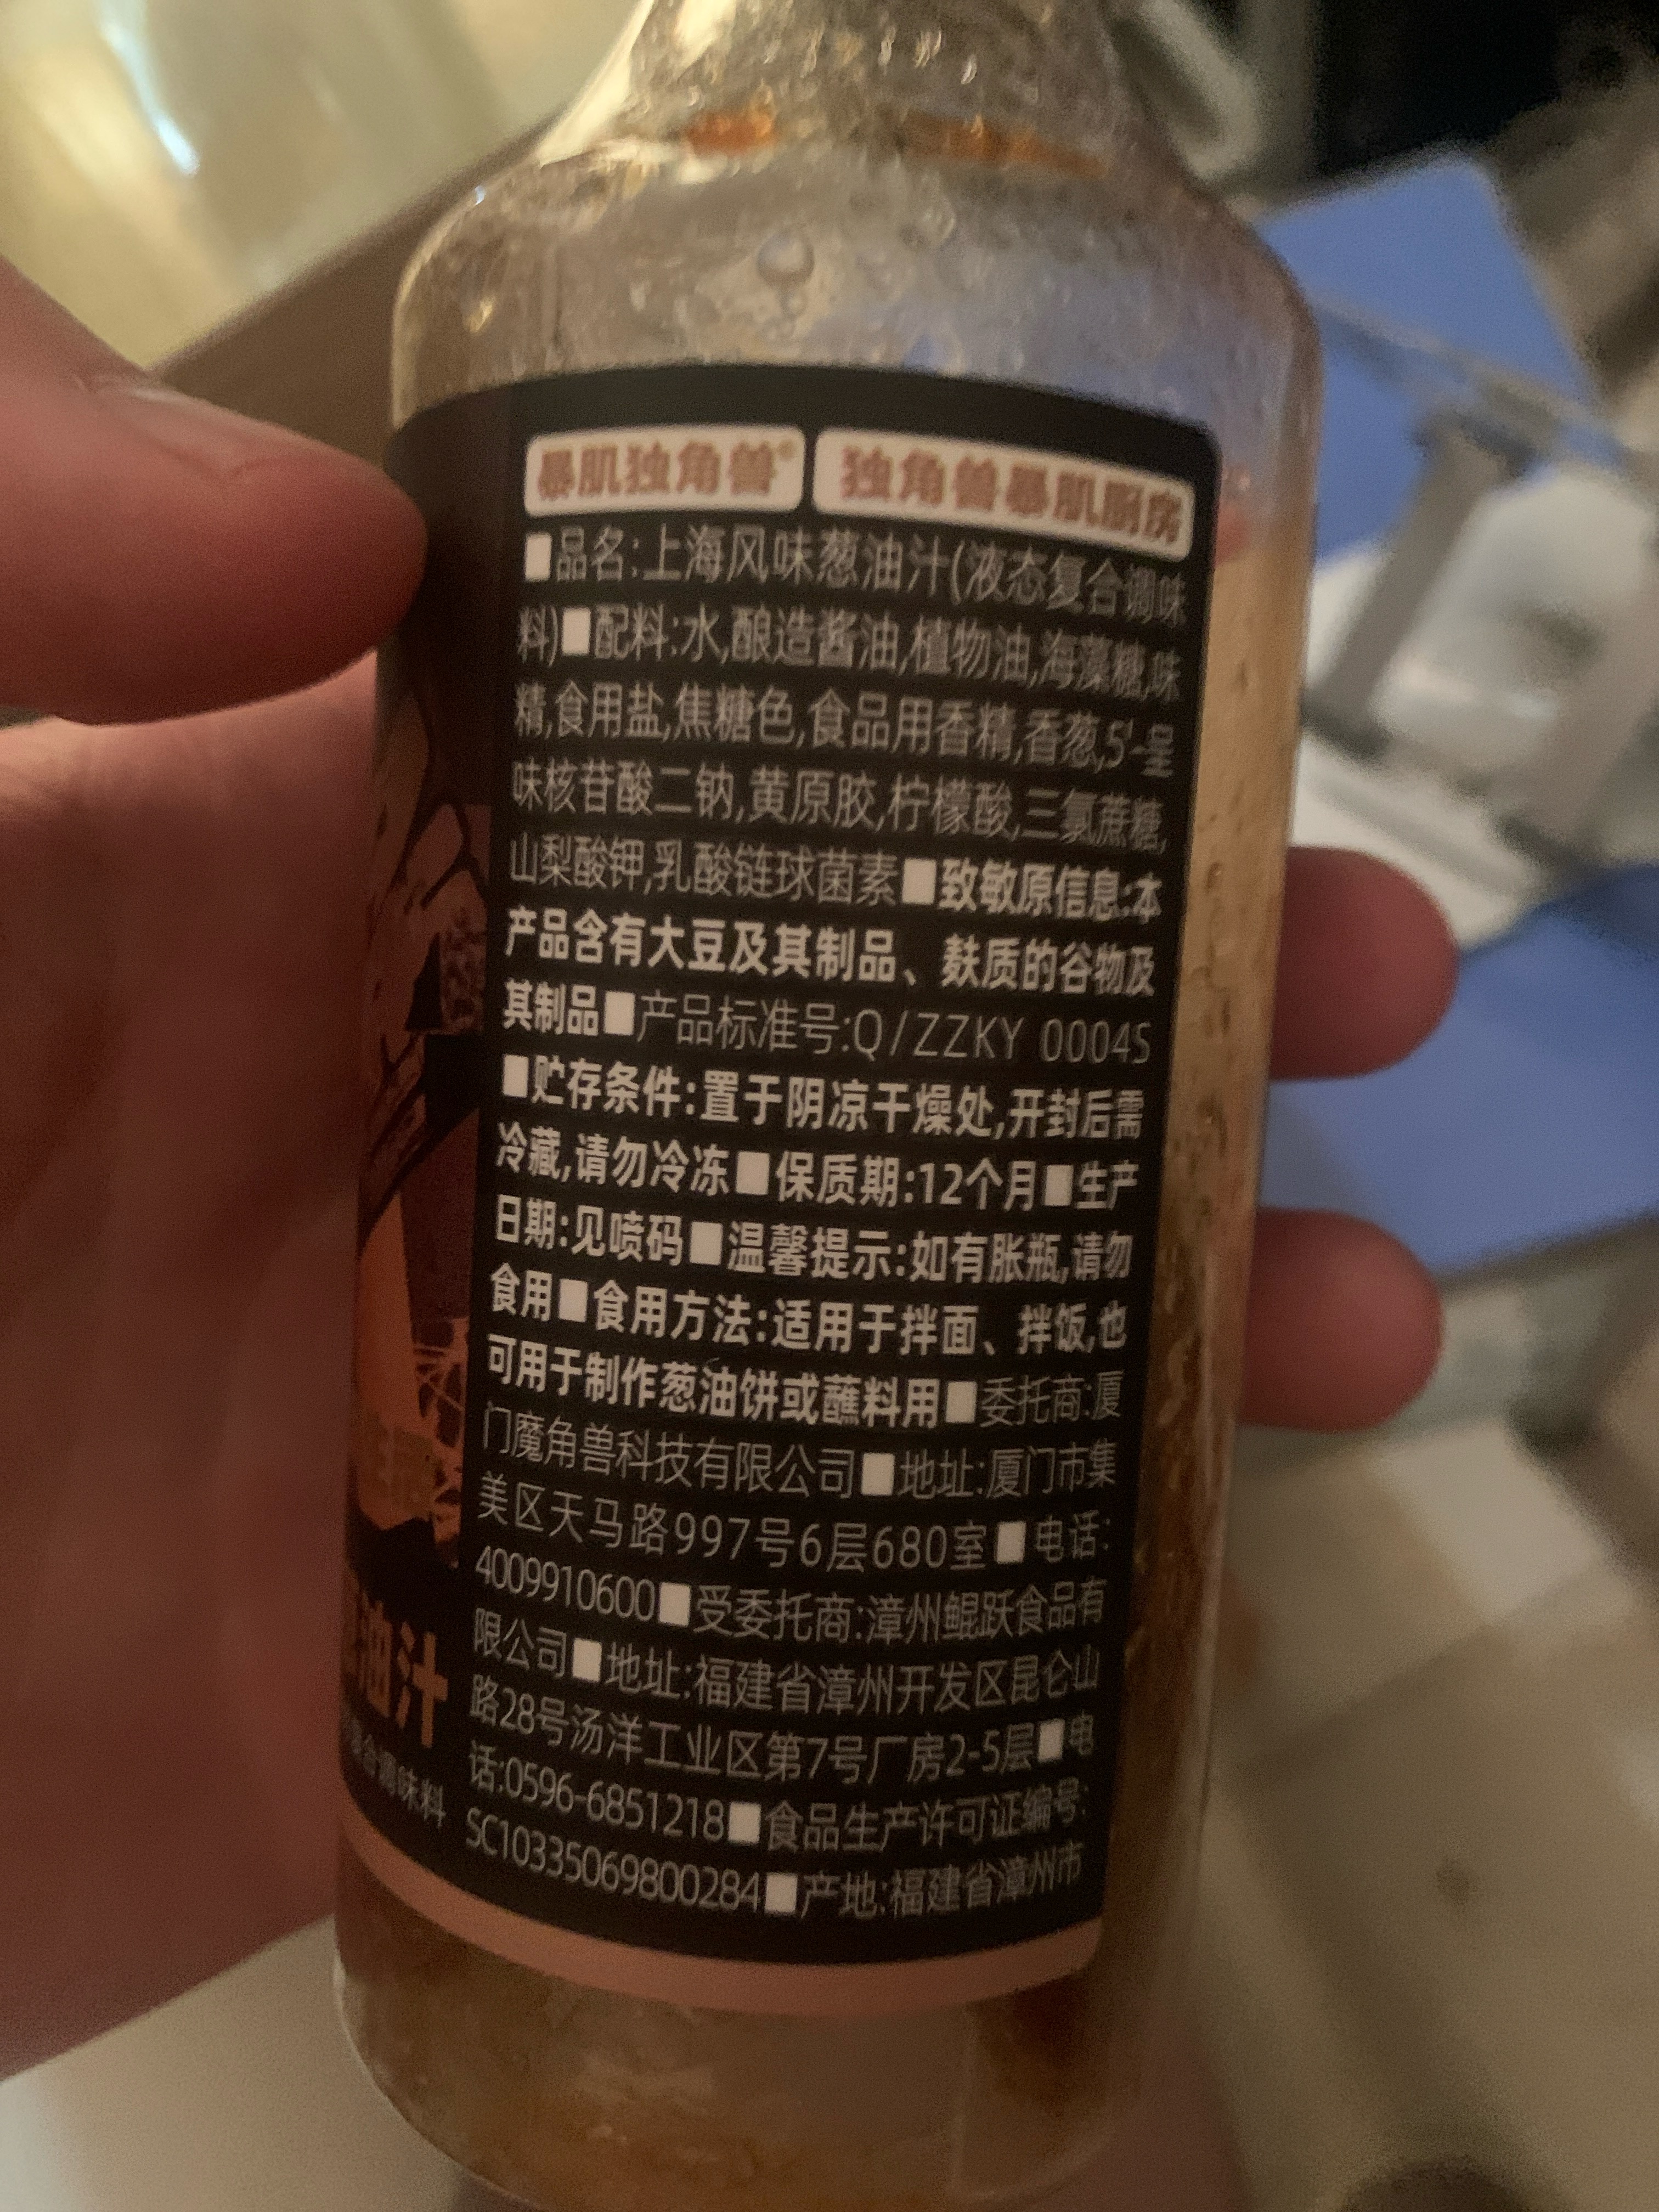 暴肌独角兽® 独角兽暴肌厨房
■品名:上海风味葱油汁(液态复合调味
料)■配料:水,酿造酱油,植物油,海藻糖,味
精,食用盐,焦糖色,食品用香精,香葱,5'-呈
味核苷酸二钠,黄原胶,柠檬酸,三氯蔗糖,
山梨酸钾,乳酸链球菌素■致敏原信息:本
产品含有大豆及其制品、麸质的谷物及
其制品■产品标准号:Q/ZZKY 0004S
■贮存条件:置于阴凉干燥处,开封后需
冷藏,请勿冷冻■保质期:12个月■生产
日期:见喷码■温馨提示:如有胀瓶,请勿
食用■食用方法:适用于拌面、拌饭,也
可用于制作葱油饼或蘸料用■委托商:厦
门魔角兽科技有限公司■地址:厦门市集
美区天马路997号6层680室■电话:
4009910600■受委托商:漳州鲲跃食品有
限公司■地址:福建省漳州开发区昆仑山
路28号汤洋工业区第7号厂房2-5层■电
话:0596-6851218■食品生产许可证编号:
SC10335069800284■产地:福建省漳州市
油汁
合调味料